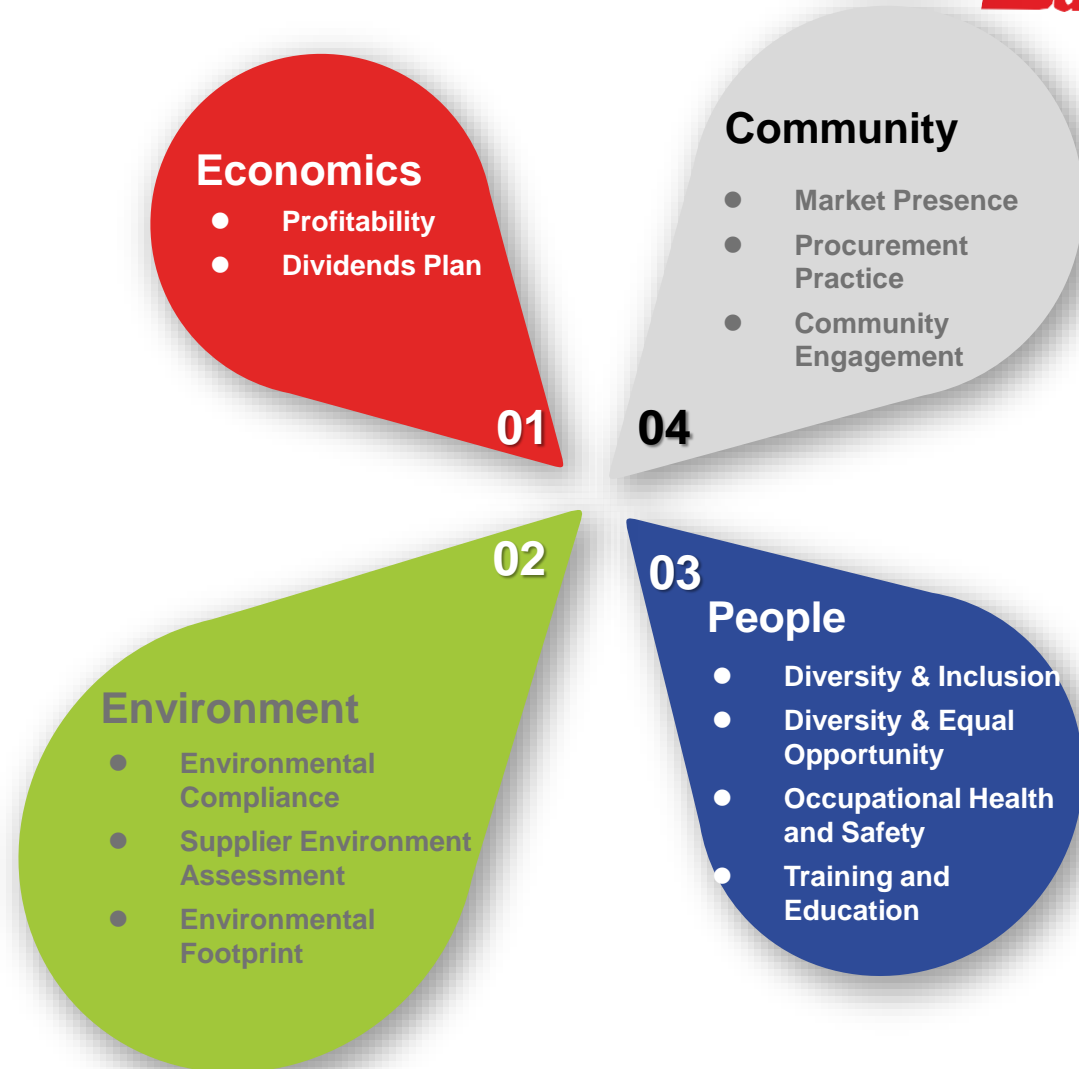 Economics
● Profitability
● Dividends Plan
01
02
Environment
● Environmental
Compliance
● Supplier Environment
Assessment
● Environmental
Footprint
03
People
● Diversity & Inclusion
● Diversity & Equal
Opportunity
● Occupational Health
and Safety
● Training and
Education
Community
● Market Presence
● Procurement
Practice
● Community
Engagement
04